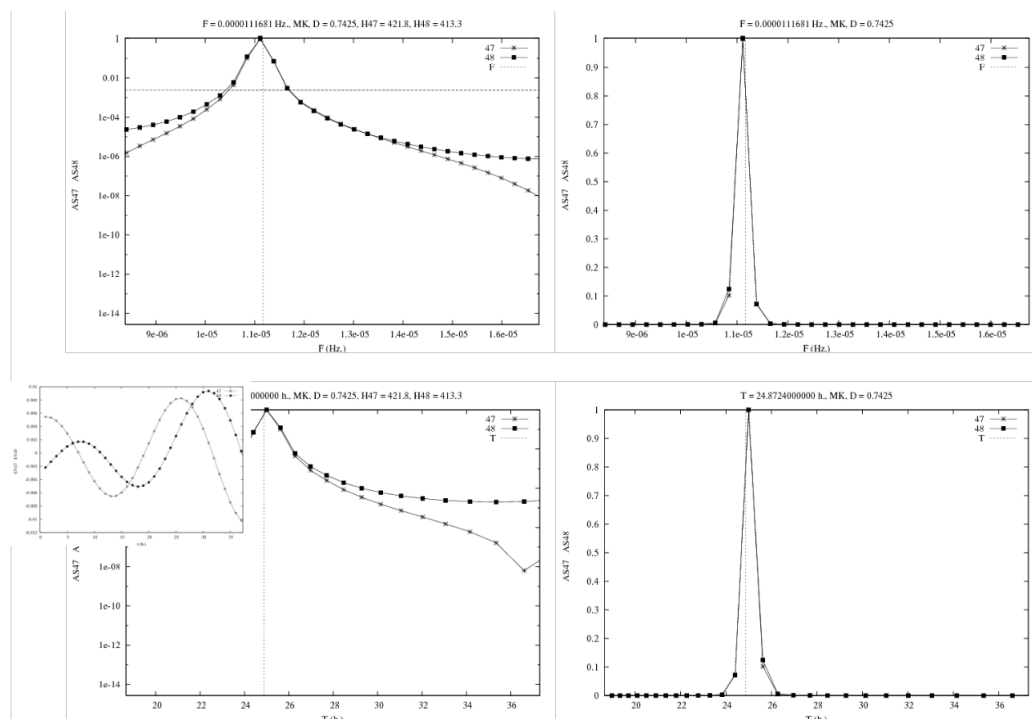 F = 0.0000111681 Hz., MK, D = 0.7425, H47 = 421.8, H48 = 413.3
47
48
F
1
0.01
1e-04
1e-06
1e-08
1e-10
1e-12
1e-14
AS47 AS48
9e-06 1e-05 1.1e-05 1.2e-05 1.3e-05 1.4e-05 1.5e-05 1.6e-05
F (Hz.)
F = 0.0000111681 Hz., MK, D = 0.7425
47
48
F
1
0.9
0.8
0.7
0.6
0.5
0.4
0.3
0.2
0.1
0
AS47 AS48
9e-06 1e-05 1.1e-05 1.2e-05 1.3e-05 1.4e-05 1.5e-05 1.6e-05
F (Hz.)
0 5 10 15 20 25 30 35
000000 h., MK, D = 0.7425, H47 = 421.8, H48 = 413.3
47
48
T
1e-08
1e-10
1e-12
1e-14
AS47 A
20 22 24 26 28 30 32 34 36
T (h.)
T = 24.8724000000 h., MK, D = 0.7425
47
48
T
1
0.9
0.8
0.7
0.6
0.5
0.4
0.3
0.2
0.1
0
AS47 AS48
20 22 24 26 28 30 32 34 36
T (h.)